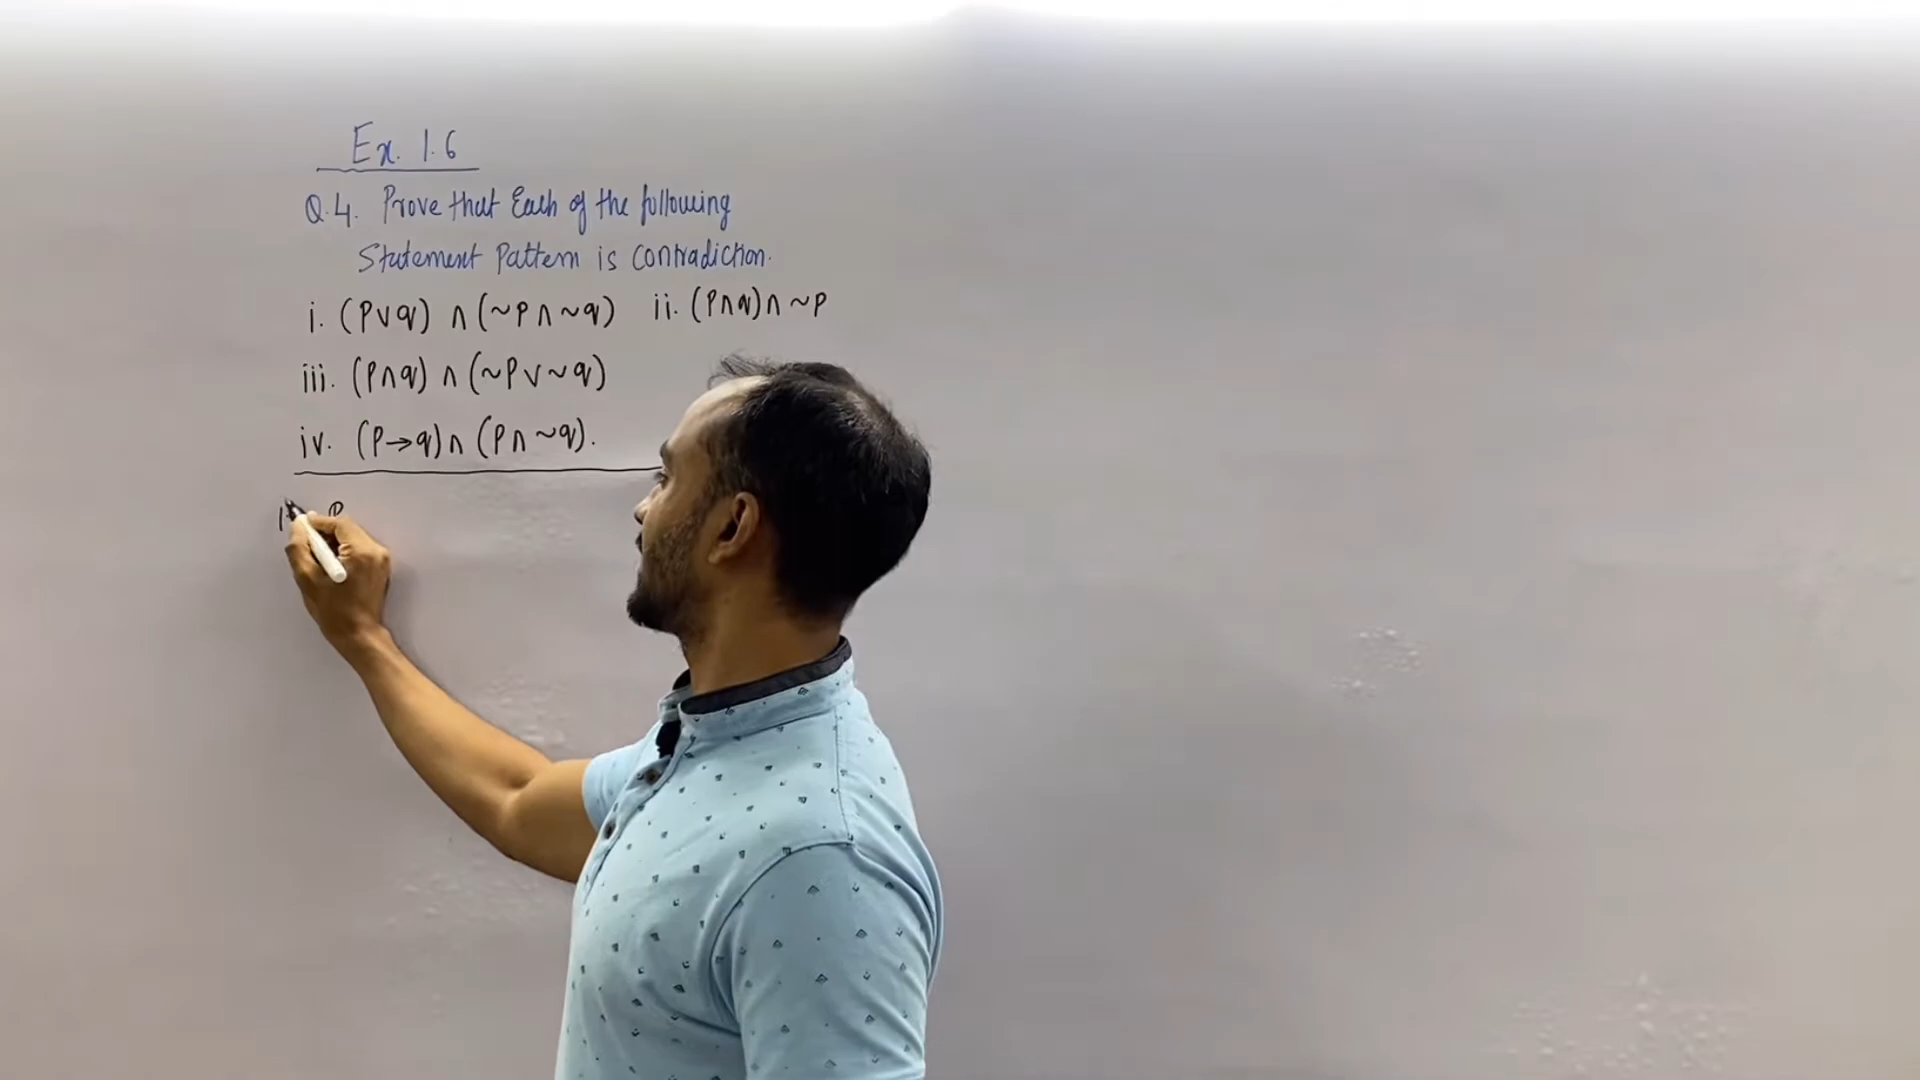 Ex. 1.6
Q.4. Prove that Each of the following
Statement Pattern is Contradiction.
i. (p∨q) ∧ (~p∧~q) ii. (p∧q)∧~p
iii. (p∧q) ∧ (~p∨~q)
iv. (p→q)∧ (p∧~q).
P